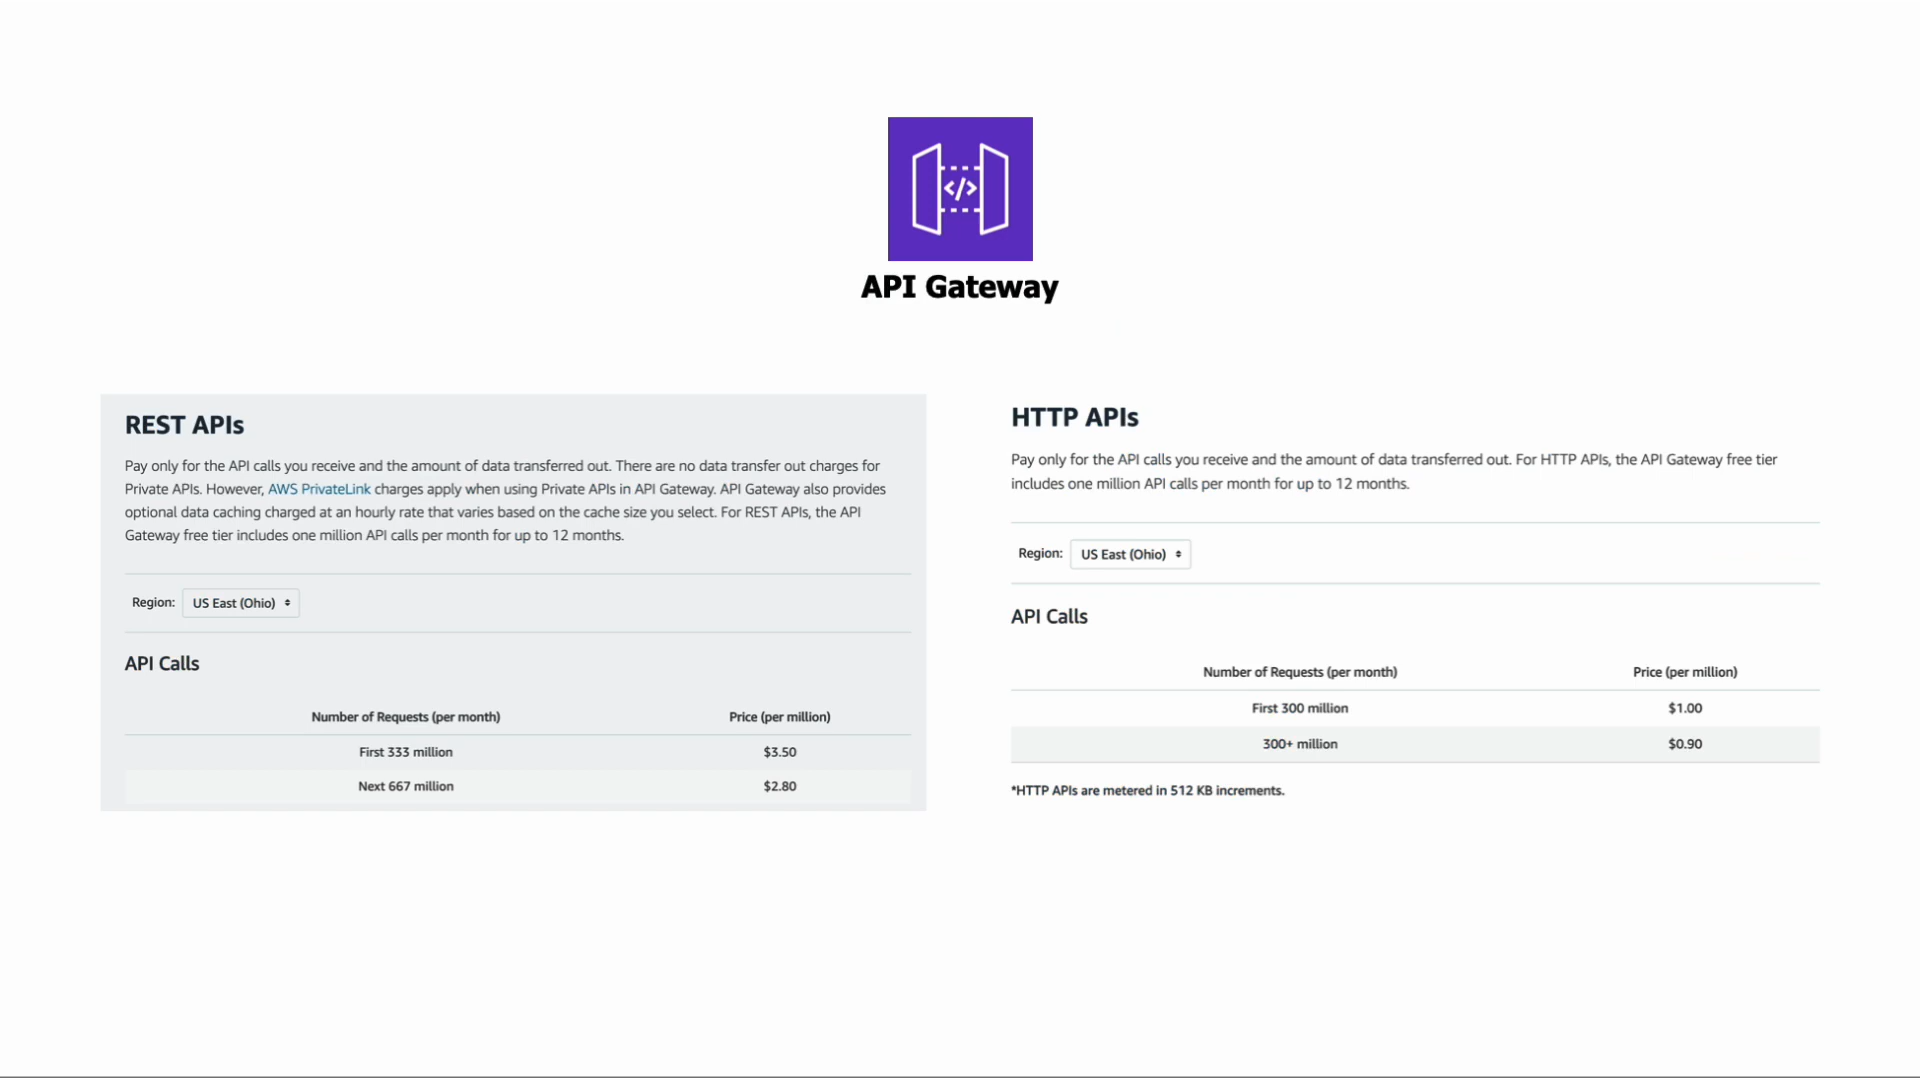 </>
API Gateway
REST APIs
Pay only for the API calls you receive and the amount of data transferred out. There are no data transfer out charges for
Private APIs. However, AWS PrivateLink charges apply when using Private APIs in API Gateway. API Gateway also provides
optional data caching charged at an hourly rate that varies based on the cache size you select. For REST APIs, the API
Gateway free tier includes one million API calls per month for up to 12 months.
Region: US East (Ohio)
API Calls
Number of Requests (per month) Price (per million)
First 333 million $3.50
Next 667 million $2.80
HTTP APIs
Pay only for the API calls you receive and the amount of data transferred out. For HTTP APIs, the API Gateway free tier
includes one million API calls per month for up to 12 months.
Region: US East (Ohio)
API Calls
Number of Requests (per month) Price (per million)
First 300 million $1.00
300+ million $0.90
*HTTP APIs are metered in 512 KB increments.